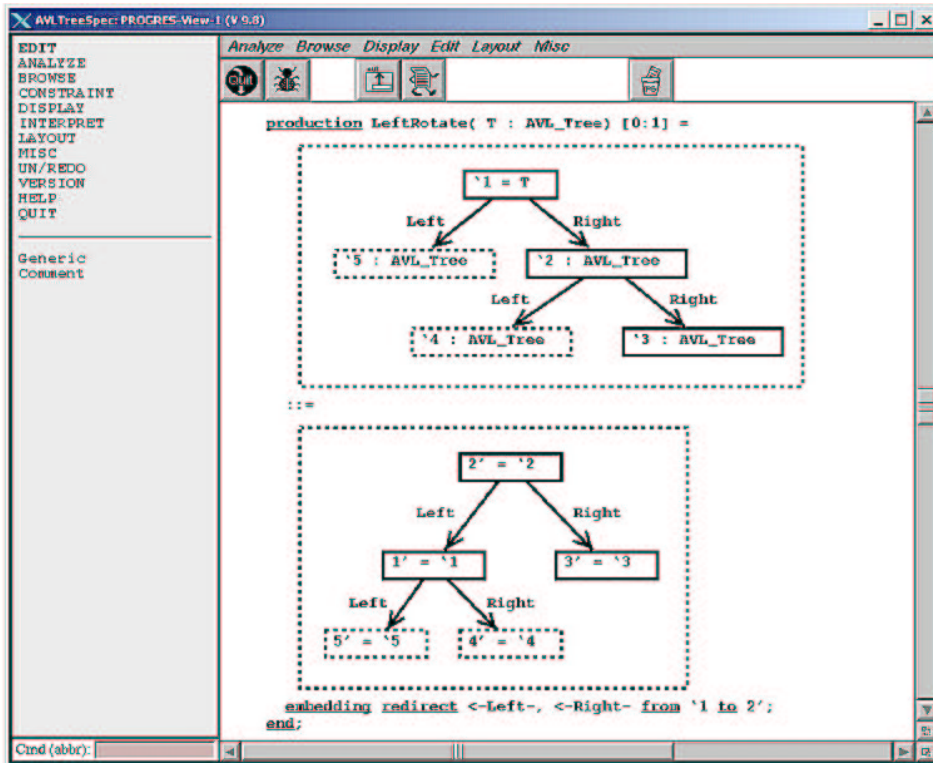 AVLTreeSpec: PROGRES-View-1 (V 9.8)
EDIT
ANALYZE
BROWSE
CONSTRAINT
DISPLAY
INTERPRET
LAYOUT
MISC
UN/REDO
VERSION
HELP
QUIT
Generic
Comment
Cmd (abbr):
Analyze Browse Display Edit Layout Misc
Quit
production LeftRotate( T : AVL_Tree) [0:1] =
`1 = T
Left Right
`5 : AVL_Tree `2 : AVL_Tree
Left Right
`4 : AVL_Tree `3 : AVL_Tree
::=
2' = `2
Left Right
1' = `1 3' = `3
Left Right
5' = `5 4' = `4
embedding redirect <-Left-, <-Right- from `1 to 2';
end;